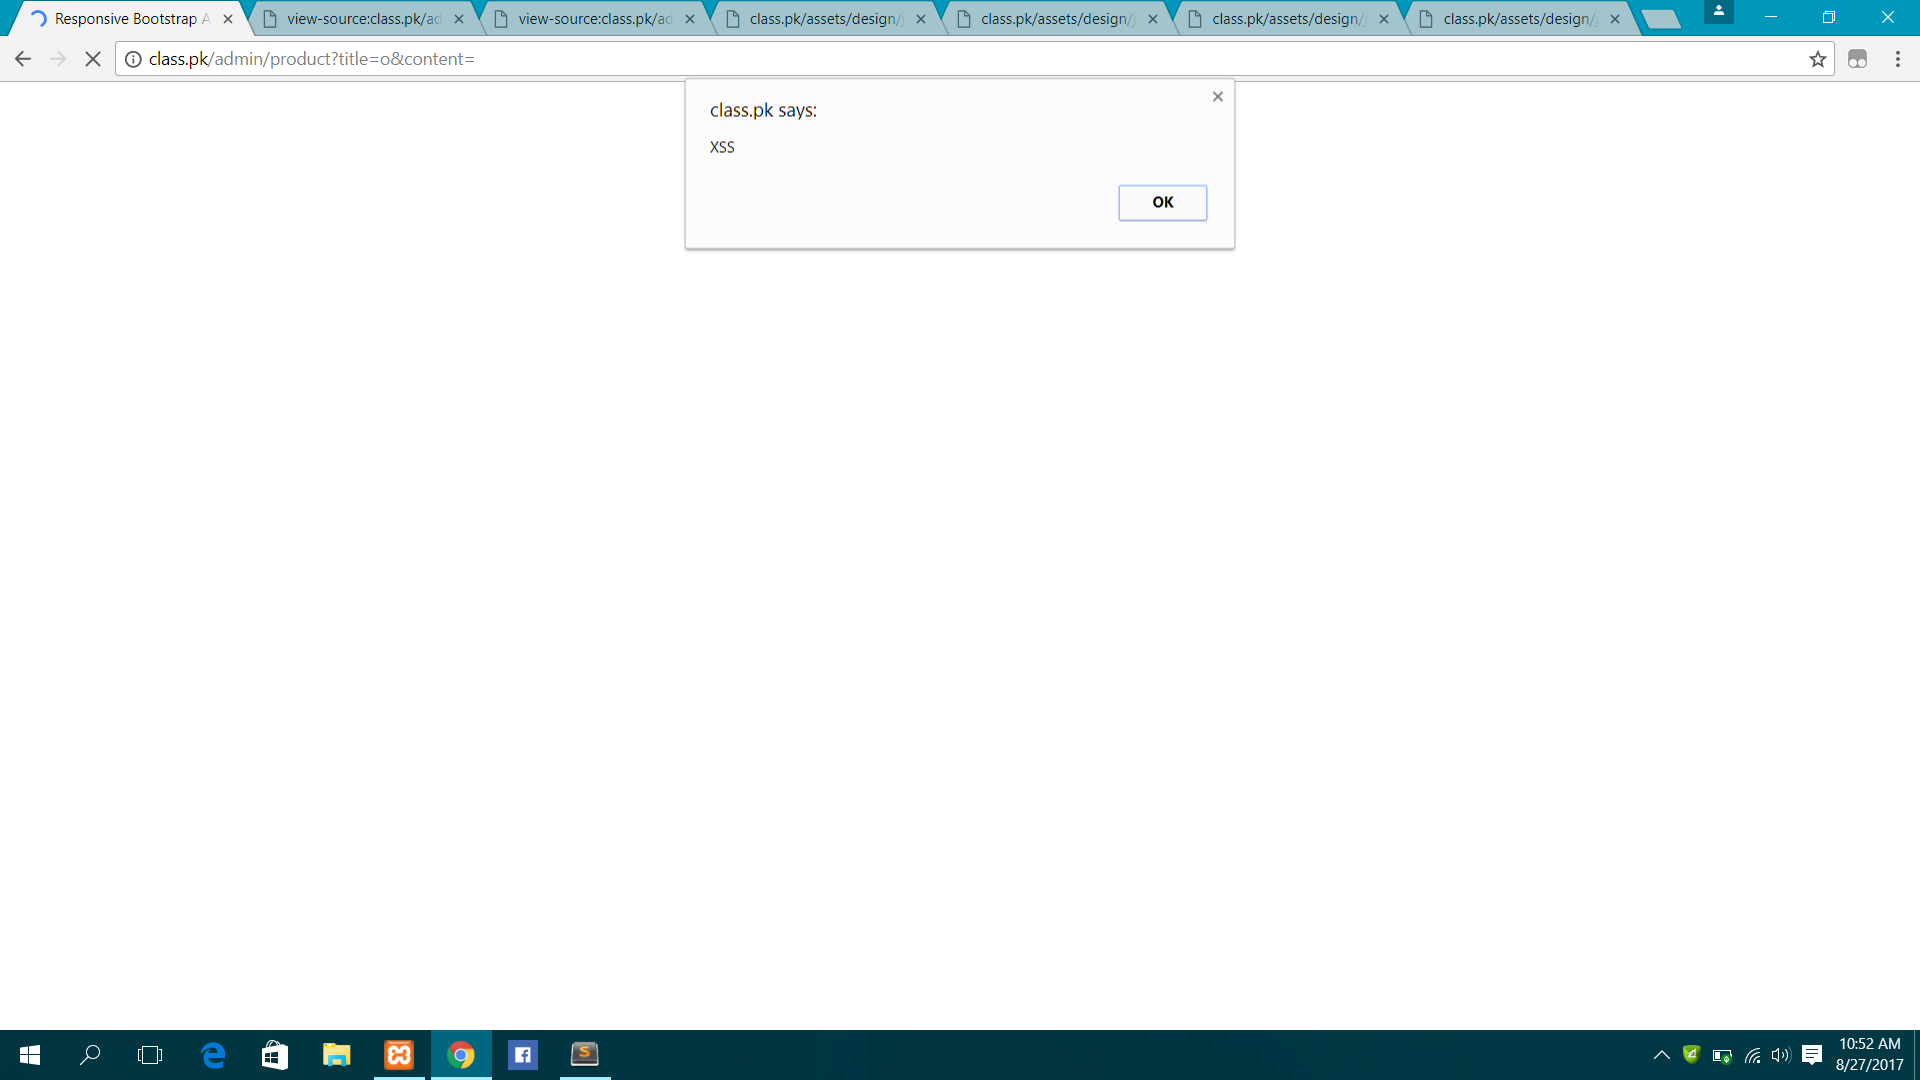 Responsive Bootstrap A
view-source:class.pk/ad
view-source:class.pk/ad
class.pk/assets/design/j
class.pk/assets/design/j
class.pk/assets/design/j
class.pk/assets/design/j
class.pk/admin/product?title=o&content=
class.pk says:
XSS
OK
10:52 AM
8/27/2017